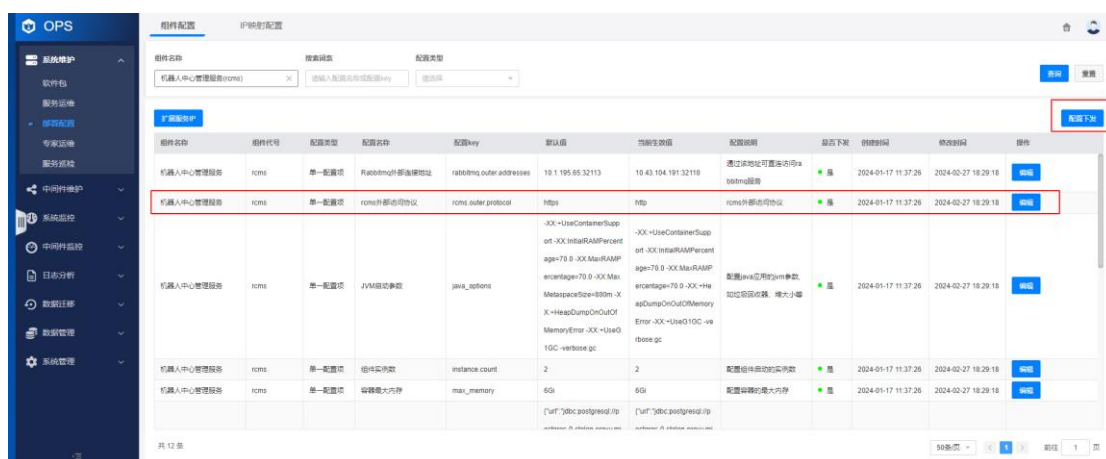 OPS
组件配置 IP映射配置
系统维护
软件包
服务运维
部署配置
专家运维
服务巡检
中间件维护
系统监控
中间件监控
日志分析
数据迁移
数据管理
系统管理
组件名称 搜索词条 配置类型
机器人中心管理服务(rcms) 请输入配置名称或配置key 请选择
查询 重置
扩展服务IP 配置下发
组件名称 组件代号 配置类型 配置名称 配置key 默认值 当前生效值 配置说明 是否下发 创建时间 修改时间 操作
机器人中心管理服务 rcms 单一配置项 Rabbitmq外部连接地址 rabbitmq.outer.addresses 10.1.195.65:32113 10.43.104.191:32110 通过该地址可直连访问ra
bbitmq服务
是 2024-01-17 11:37:26 2024-02-27 18:29:18 编辑
机器人中心管理服务 rcms 单一配置项 rcms外部访问协议 rcms.outer.protocol https http rcms外部访问协议 是 2024-01-17 11:37:26 2024-02-27 18:29:18 编辑
机器人中心管理服务 rcms 单一配置项 JVM启动参数 java_options
-XX:+UseContainerSupp
ort -XX:InitialRAMPercent
age=70.0 -XX:MaxRAMP
ercentage=70.0 -XX:Max
MetaspaceSize=800m -X
X:+HeapDumpOnOutOf
MemoryError -XX:+UseG
1GC -verbose:gc
-XX:+UseContainerSupp
ort -XX:InitialRAMPercent
age=70.0 -XX:MaxRAMP
ercentage=70.0 -XX:+He
apDumpOnOutOfMemory
Error -XX:+UseG1GC -ve
rbose:gc
配置java应用的jvm参数,
如垃圾回收器、堆大小等
是 2024-01-17 11:37:26 2024-02-27 18:29:18 编辑
机器人中心管理服务 rcms 单一配置项 组件实例数 instance.count 2 2 配置组件启动的实例数 是 2024-01-17 11:37:26 2024-02-27 18:29:18 编辑
机器人中心管理服务 rcms 单一配置项 容器最大内存 max_memory 6Gi 6Gi 配置容器的最大内存 是 2024-01-17 11:37:26 2024-02-27 18:29:18 编辑
{"url":"jdbc:postgresql://p {"url":"jdbc:postgresql://p
共 12 条 50条/页 1 前往 1 页